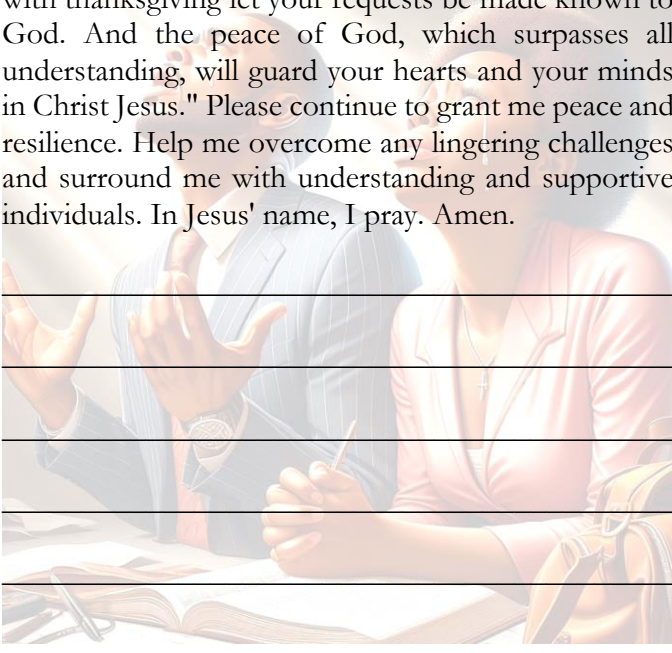 with thanksgiving let your requests be made known to
God. And the peace of God, which surpasses all
understanding, will guard your hearts and your minds
in Christ Jesus." Please continue to grant me peace and
resilience. Help me overcome any lingering challenges
and surround me with understanding and supportive
individuals. In Jesus' name, I pray. Amen.